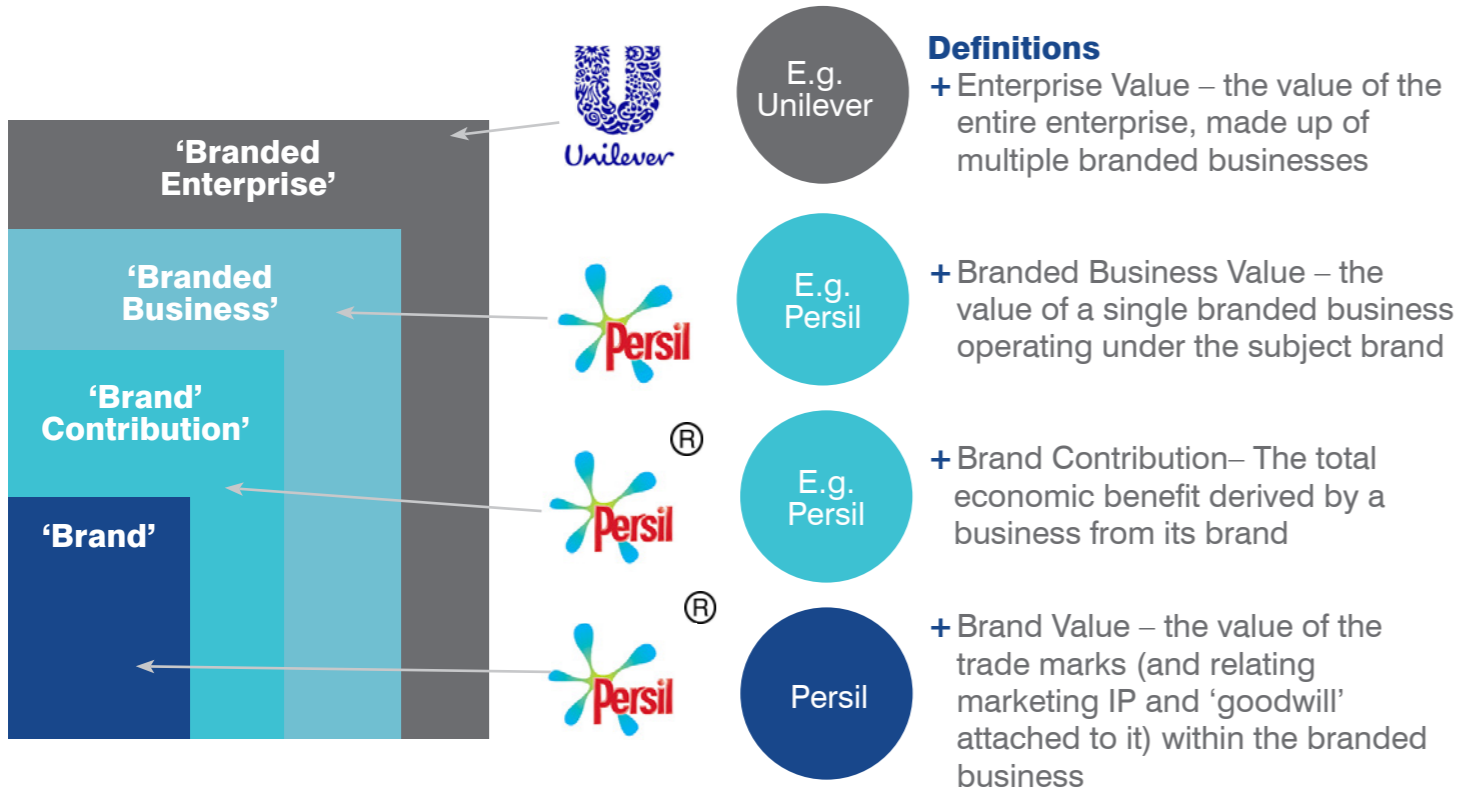 ‘Branded
Enterprise’
‘Branded
Business’
‘Brand’
Contribution’
‘Brand’
Unilever
Persil
®
Persil
®
Persil
E.g.
Unilever
E.g.
Persil
E.g.
Persil
Persil
Definitions
+ Enterprise Value – the value of the
entire enterprise, made up of
multiple branded businesses
+ Branded Business Value – the
value of a single branded business
operating under the subject brand
+ Brand Contribution– The total
economic benefit derived by a
business from its brand
+ Brand Value – the value of the
trade marks (and relating
marketing IP and ‘goodwill’
attached to it) within the branded
business